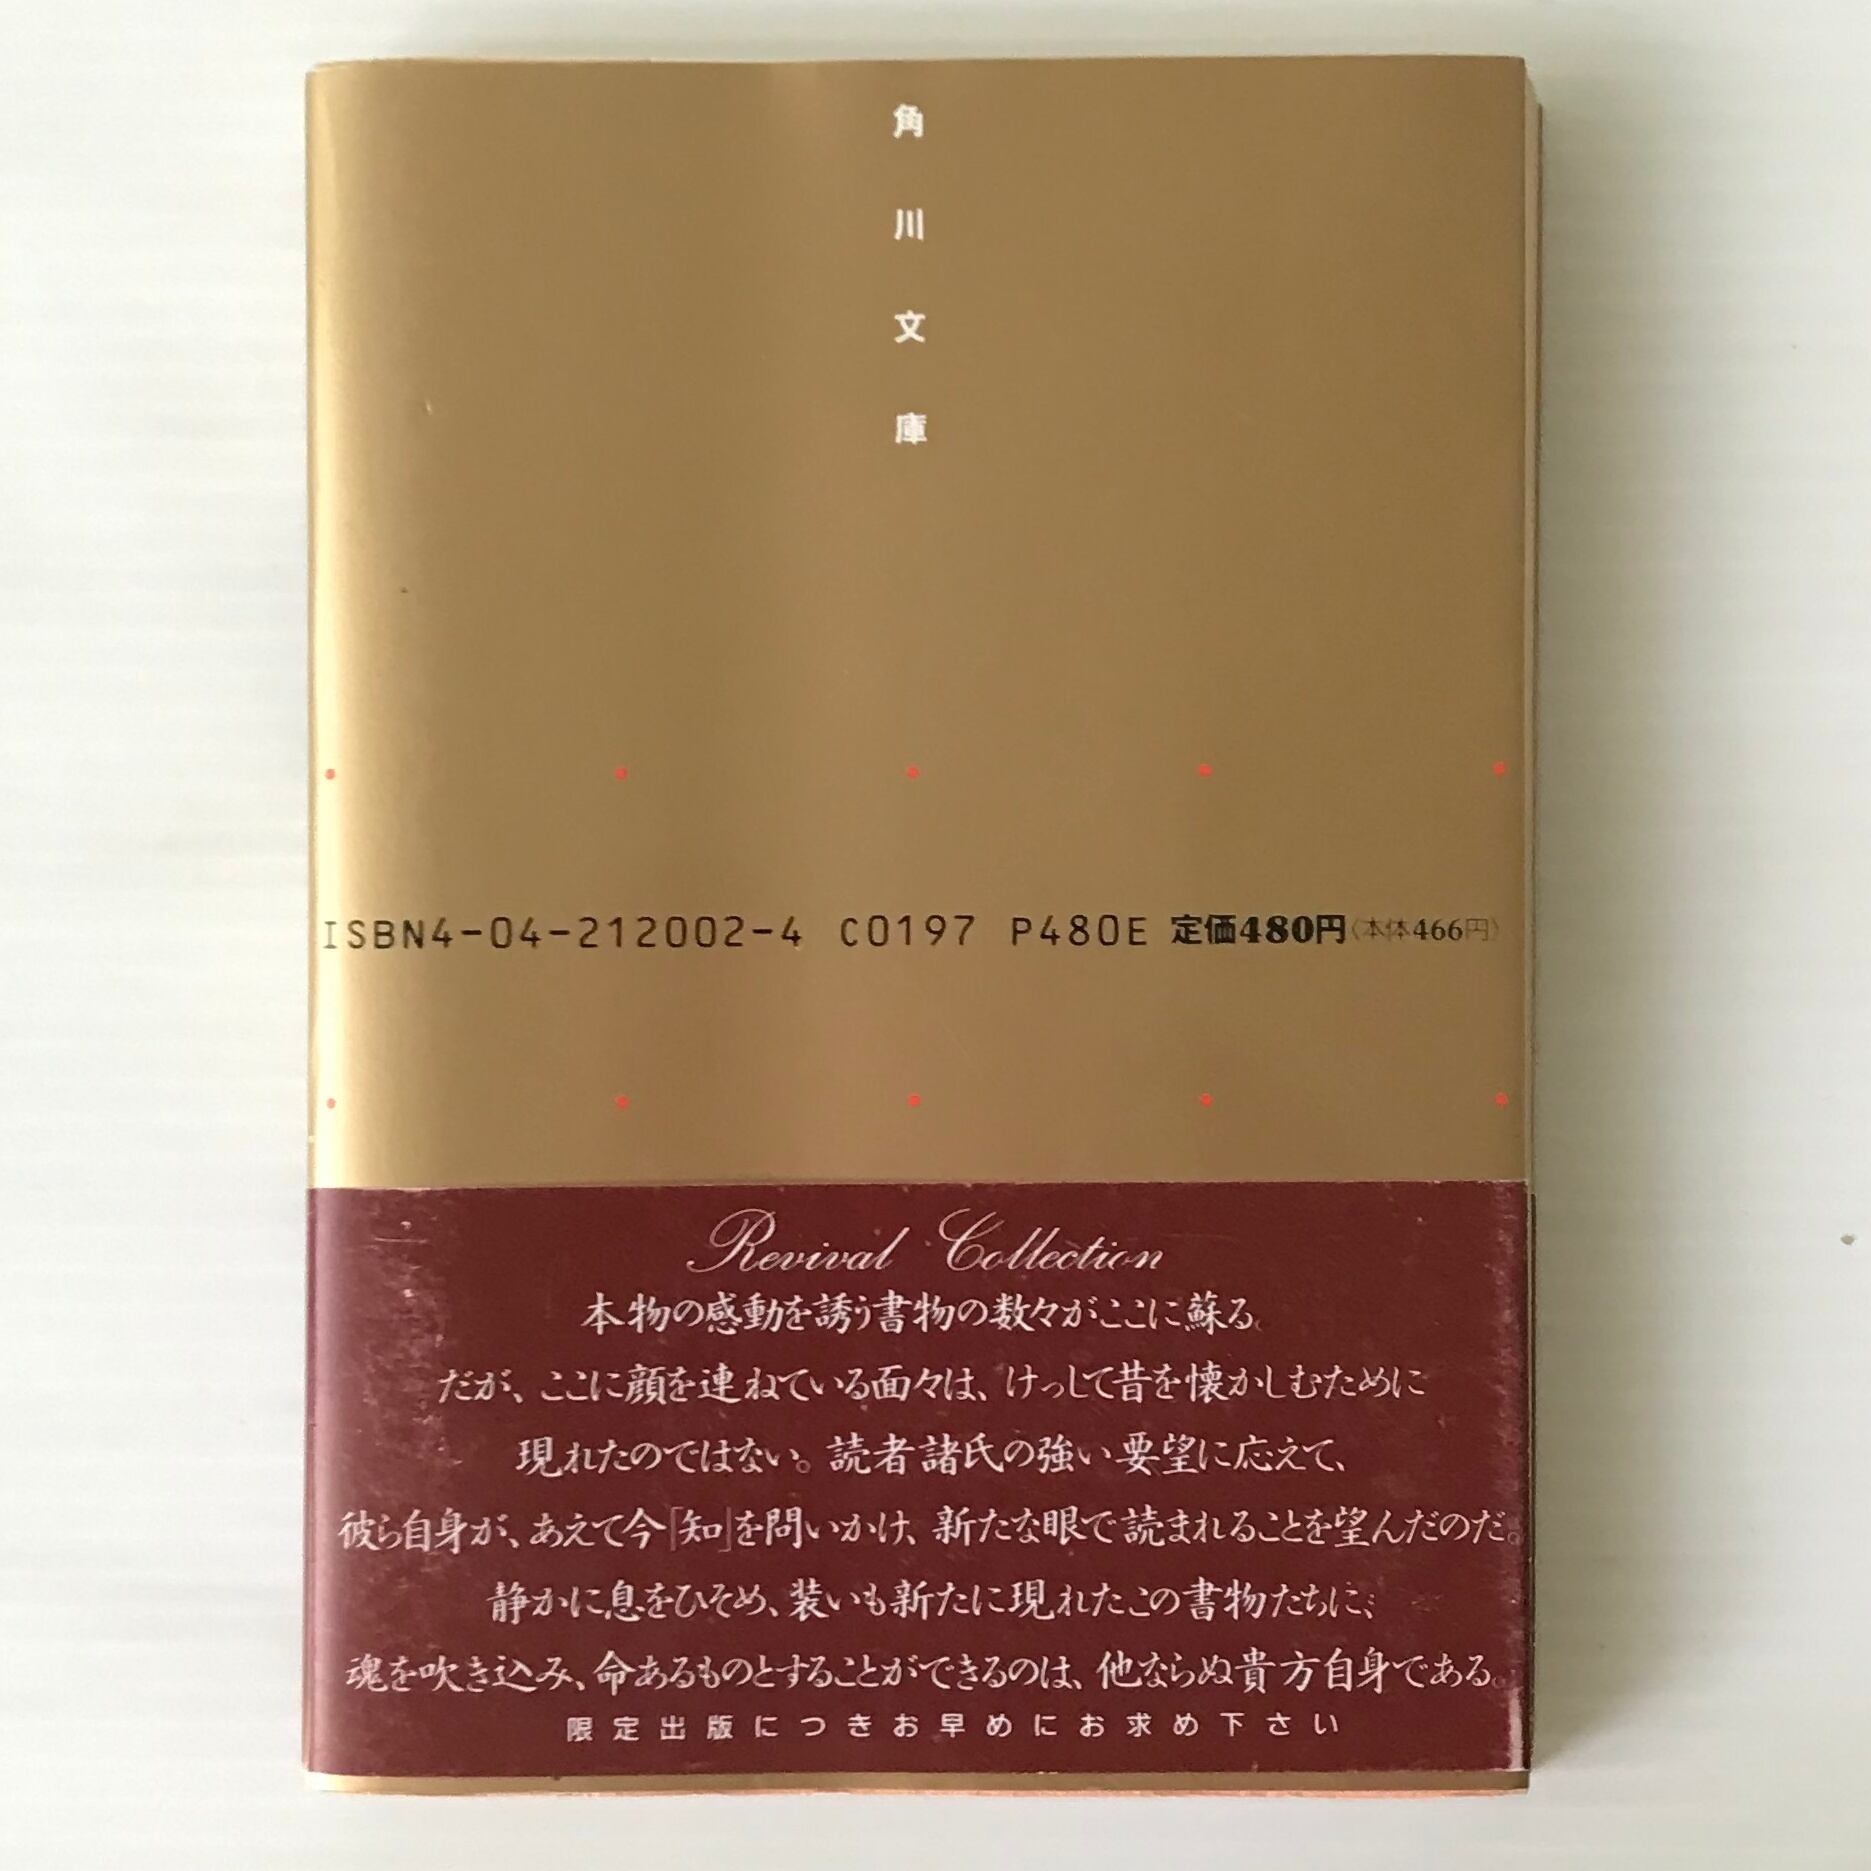 角川文庫
ISBN4-04-212002-4 C0197 P480E 定価480円(本体466円)
Revival Collection
本物の感動を誘う書物の数々がここに蘇る。
だが、ここに顔を連ねている面々は、けっして昔を懐かしむために
現れたのではない。読者諸氏の強い要望に応えて、
彼ら自身が、あえて今「知」を問いかけ、新たな眼で読まれることを望んだのだ。
静かに息をひそめ、装いも新たに現れたこの書物たちに、
魂を吹き込み、命あるものとすることができるのは、他ならぬ貴方自身である。
限定出版につきお早めにお求め下さい